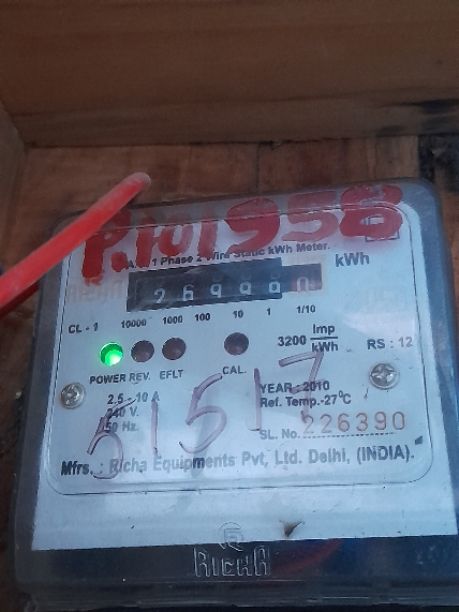 P.101958
1 Phase 2 Wire Static kWh Meter.
kWh
CL - 1 10000 1000 100 10 1 1/10
3200 Imp/kWh RS : 12
POWER REV. EFLT CAL.
2.5 - 10 A YEAR : 2010
240 V. Ref. Temp.-27°C
50 Hz. SL. No. 226390
51517
Mfrs. : Richa Equipments Pvt, Ltd. Delhi, (INDIA).
RICHA